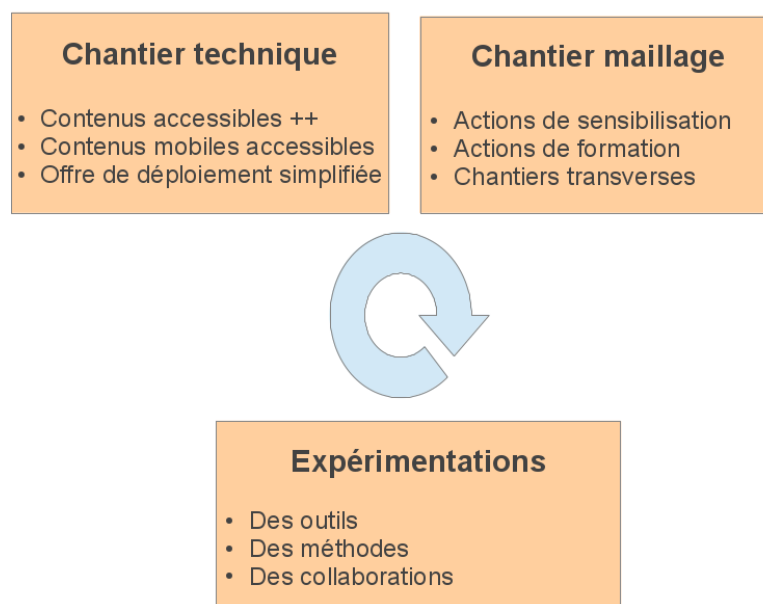 Chantier technique
• Contenus accessibles ++
• Contenus mobiles accessibles
• Offre de déploiement simplifiée
Chantier maillage
• Actions de sensibilisation
• Actions de formation
• Chantiers transverses
Expérimentations
• Des outils
• Des méthodes
• Des collaborations